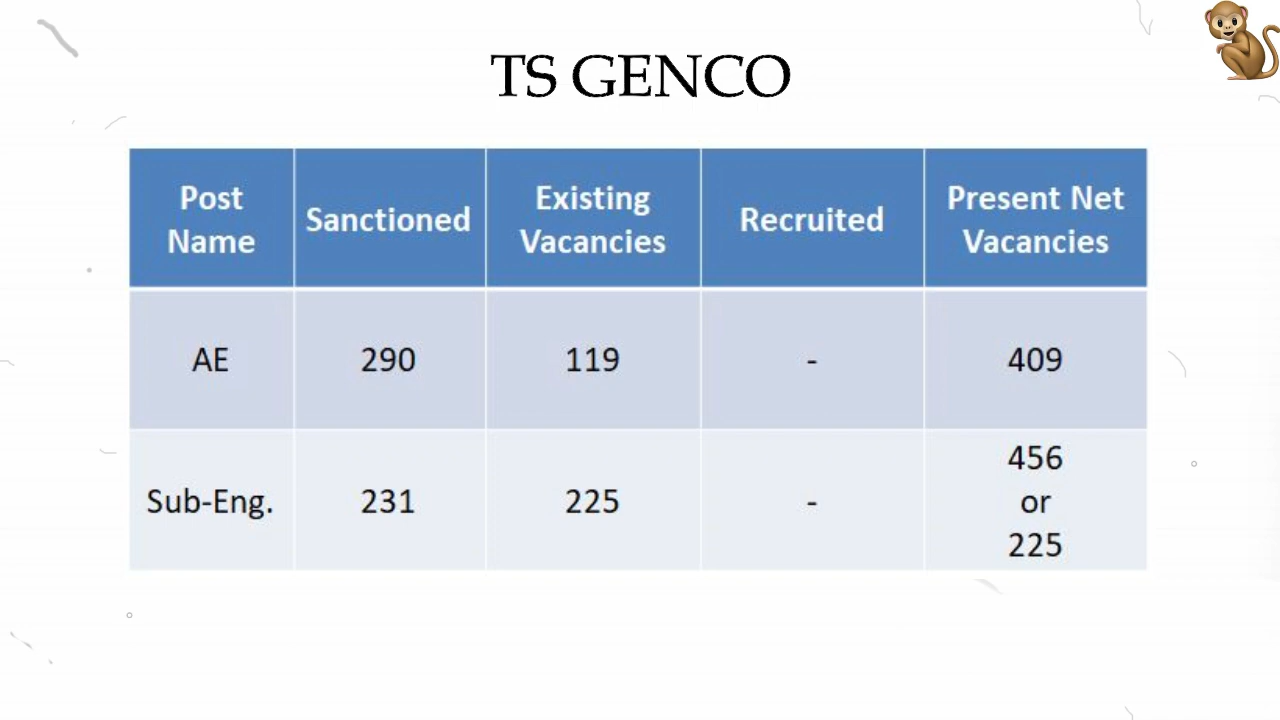 TS GENCO
Post Name Sanctioned Existing Vacancies Recruited Present Net Vacancies
AE 290 119 - 409
Sub-Eng. 231 225 - 456 or 225